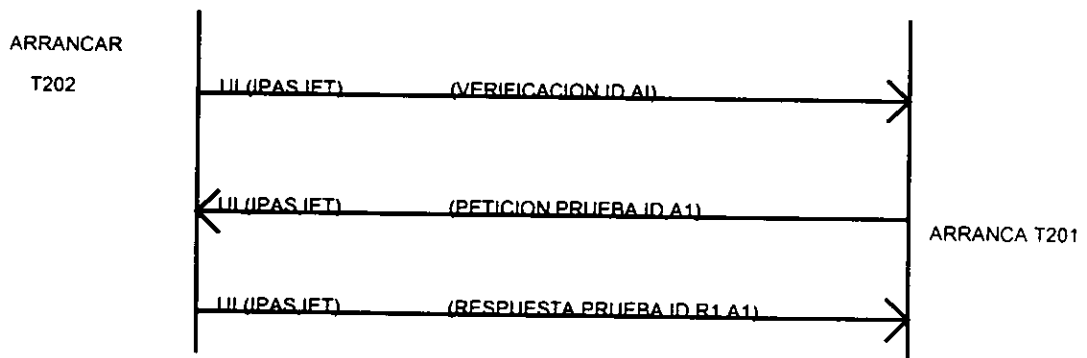 ARRANCAR
T202
UI (IPAS,IET) (VERIFICACION ID,AI)
UI (IPAS,IET) (PETICION PRUEBA ID,A1)
ARRANCA T201
UI (IPAS,IET) (RESPUESTA PRUEBA ID,R1,A1)